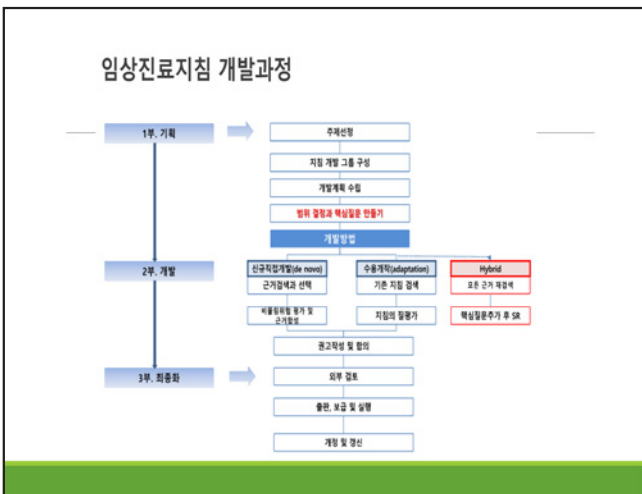 임상진료지침 개발과정
1부. 기획
주제선정
지침 개발 그룹 구성
개발계획 수립
범위 결정과 핵심질문 만들기
개발방법
2부. 개발
신규직접개발(de novo)
근거검색과 선택
비뚤림위험 평가 및
근거합성
수용개작(adaptation)
기존 지침 검색
지침의 질평가
Hybrid
모든 근거 재검색
핵심질문추가 후 SR
권고작성 및 합의
3부. 최종화
외부 검토
출판, 보급 및 실행
개정 및 갱신